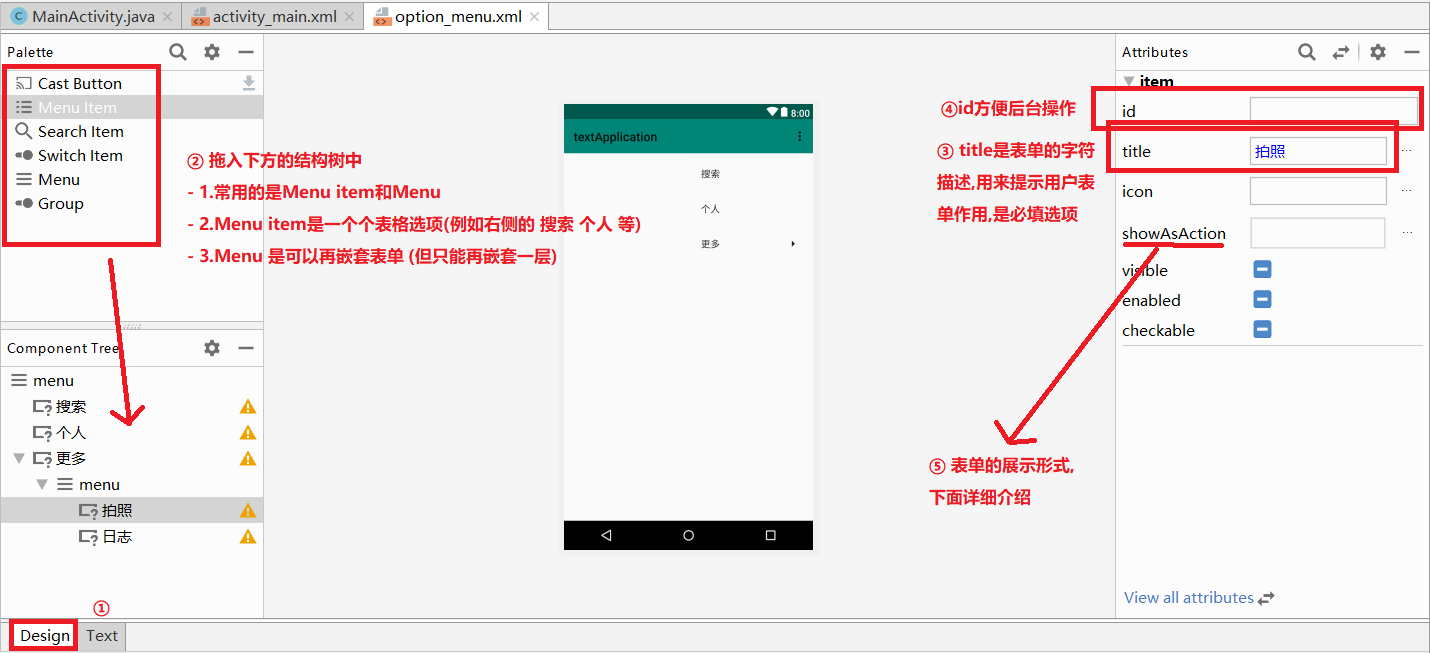 MainActivity.java
activity_main.xml
option_menu.xml
Palette
Cast Button
Menu Item
Search Item
Switch Item
Menu
Group
② 拖入下方的结构树中
- 1.常用的是Menu item和Menu
- 2.Menu item是一个个表格选项(例如右侧的 搜索 个人 等)
- 3.Menu 是可以再嵌套表单 (但只能再嵌套一层)
Component Tree
menu
搜索
个人
更多
menu
拍照
日志
①
Design
Text
8:00
textApplication
搜索
个人
更多
④id方便后台操作
③ title是表单的字符
描述,用来提示用户表
单作用,是必填选项
⑤ 表单的展示形式,
下面详细介绍
Attributes
item
id
title
拍照
icon
showAsAction
visible
enabled
checkable
View all attributes